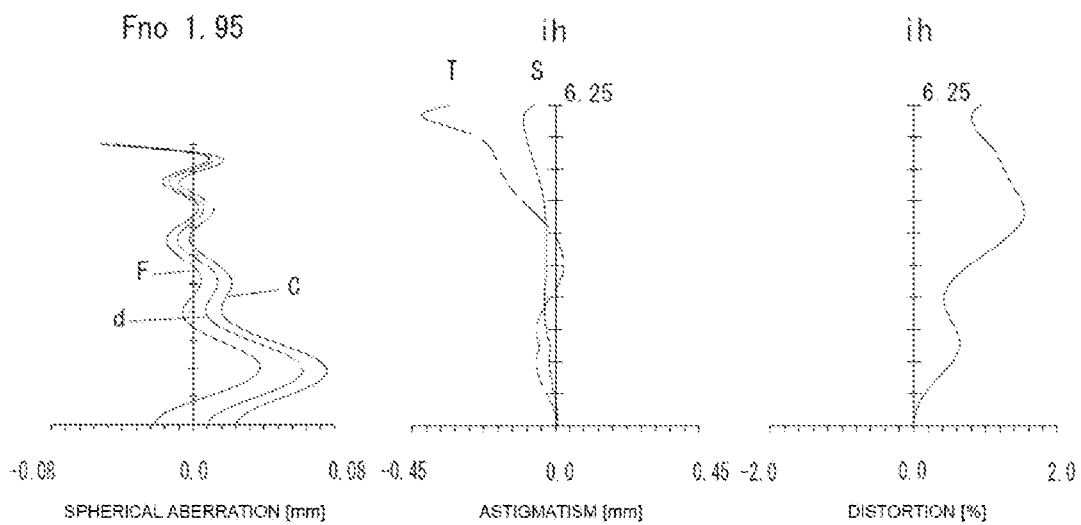 Fno 1.95
ih
ih
T
S
6.25
6.25
F
C
d
-0.08
0.0
0.08
-0.45
0.0
0.45
-2.0
0.0
2.0
SPHERICAL ABERRATION [mm]
ASTIGMATISM [mm]
DISTORTION [%]